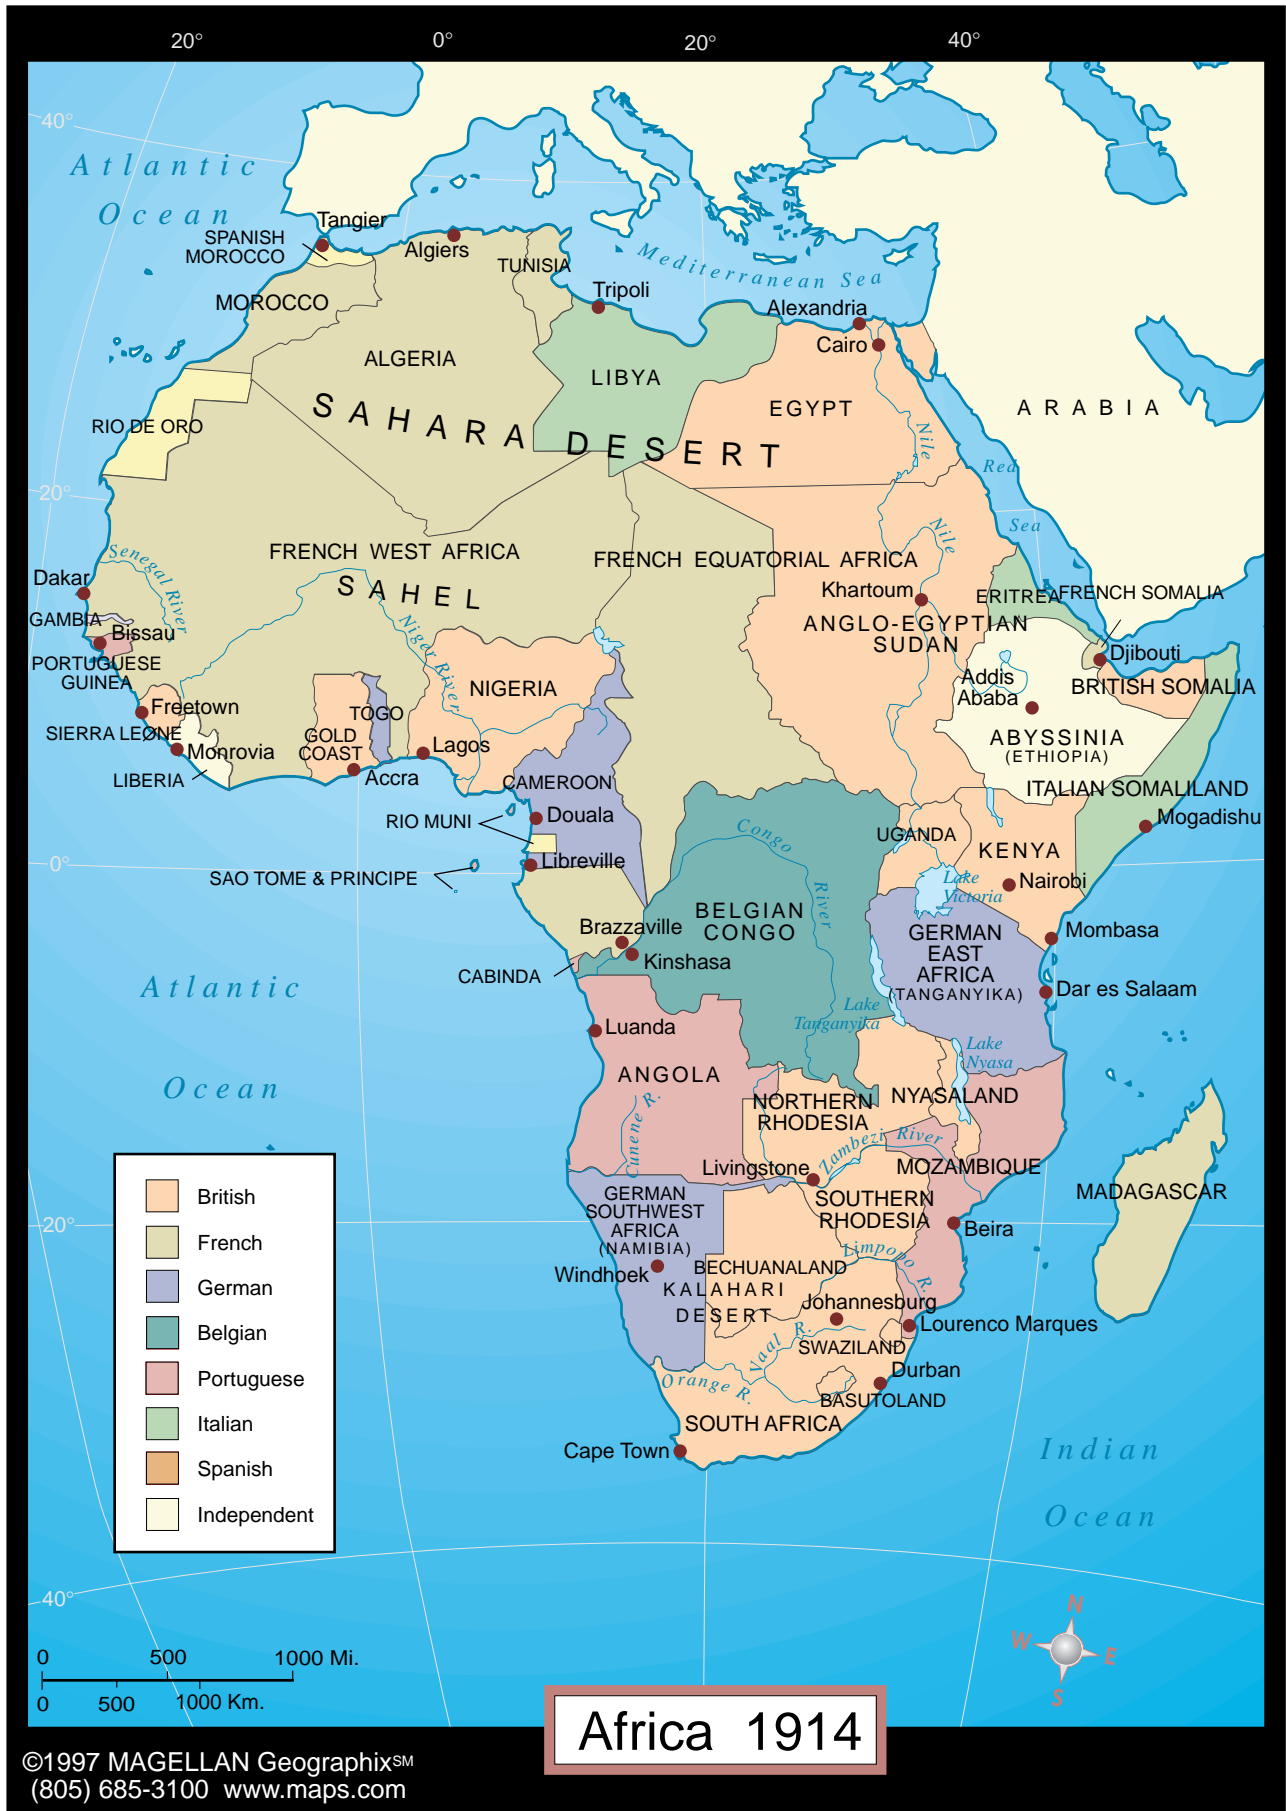 20° 0° 20° 40°
40°
Atlantic
Ocean
Tangier
SPANISH
MOROCCO
Algiers
TUNISIA
Mediterranean Sea
MOROCCO
Tripoli
Alexandria
Cairo
ALGERIA
LIBYA
EGYPT
ARABIA
SAHARA DESERT
RIO DE ORO
Nile
Red
Sea
20°
Nile
Senegal River
FRENCH WEST AFRICA
FRENCH EQUATORIAL AFRICA
SAHEL
Dakar
Khartoum
ERITREA
FRENCH SOMALIA
GAMBIA
Bissau
ANGLO-EGYPTIAN
SUDAN
Niger River
PORTUGUESE
GUINEA
Djibouti
Addis
Ababa
BRITISH SOMALIA
NIGERIA
Freetown
TOGO
SIERRA LEONE
GOLD
COAST
Lagos
Monrovia
ABYSSINIA
(ETHIOPIA)
LIBERIA
Accra
CAMEROON
ITALIAN SOMALILAND
RIO MUNI
Douala
Mogadishu
UGANDA
Congo
River
KENYA
0°
Libreville
SAO TOME & PRINCIPE
Lake
Victoria
Nairobi
BELGIAN
CONGO
Brazzaville
GERMAN
EAST
AFRICA
(TANGANYIKA)
Mombasa
CABINDA
Kinshasa
Atlantic
Ocean
Dar es Salaam
Lake
Tanganyika
Luanda
Lake
Nyasa
ANGOLA
NORTHERN
RHODESIA
NYASALAND
Cunene R.
Zambezi River
Livingstone
MOZAMBIQUE
MADAGASCAR
GERMAN
SOUTHWEST
AFRICA
(NAMIBIA)
SOUTHERN
RHODESIA
20°
Beira
Limpopo R.
Windhoek
BECHUANALAND
KALAHARI
DESERT
Johannesburg
Lourenco Marques
Vaal R.
SWAZILAND
Durban
Orange R.
BASUTOLAND
SOUTH AFRICA
Cape Town
Indian
Ocean
British
French
German
Belgian
Portuguese
Italian
Spanish
Independent
40°
N
W
E
S
0 500 1000 Mi.
0 500 1000 Km.
Africa 1914
©1997 MAGELLAN Geographix℠
(805) 685-3100 www.maps.com